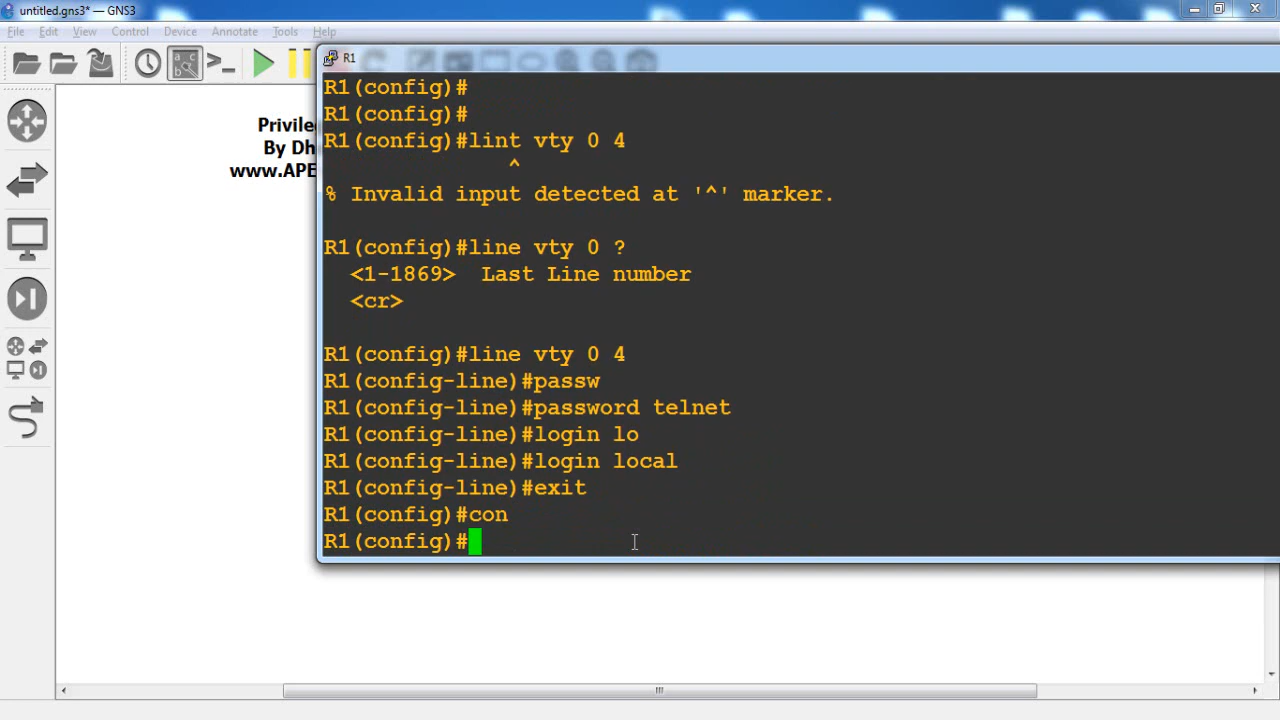 untitled.gns3* — GNS3
File Edit View Control Device Annotate Tools Help
R1
Privile
By Dh
www.APE
R1(config)#
R1(config)#
R1(config)#lint vty 0 4
^
% Invalid input detected at '^' marker.
R1(config)#line vty 0 ?
<1-1869> Last Line number
<cr>
R1(config)#line vty 0 4
R1(config-line)#passw
R1(config-line)#password telnet
R1(config-line)#login lo
R1(config-line)#login local
R1(config-line)#exit
R1(config)#con
R1(config)#